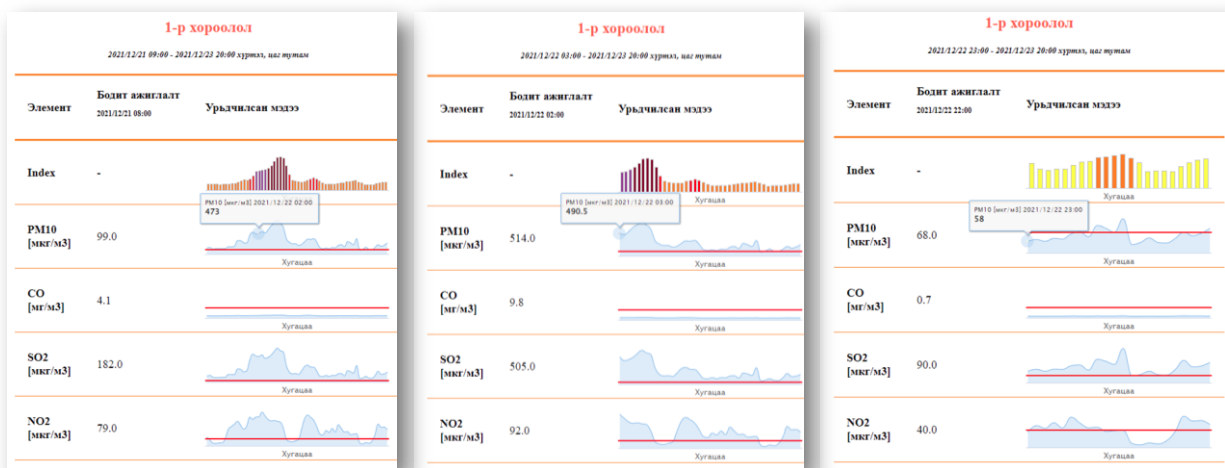 1-р хороолол
2021/12/21 09:00 - 2021/12/23 20:00 хүртэл, цаг тутам
Элемент
Бодит ажиглалт
2021/12/21 08:00
Урьдчилсан мэдээ
Index
-
PM10 [мкг/м3] 2021/12/22 02:00
473
PM10
[мкг/м3]
99.0
Хугацаа
CO
[мг/м3]
4.1
Хугацаа
SO2
[мкг/м3]
182.0
Хугацаа
NO2
[мкг/м3]
79.0
Хугацаа
1-р хороолол
2021/12/22 03:00 - 2021/12/23 20:00 хүртэл, цаг тутам
Элемент
Бодит ажиглалт
2021/12/22 02:00
Урьдчилсан мэдээ
Index
-
Хугацаа
PM10 [мкг/м3] 2021/12/22 03:00
490.5
PM10
[мкг/м3]
514.0
Хугацаа
CO
[мг/м3]
9.8
Хугацаа
SO2
[мкг/м3]
505.0
Хугацаа
NO2
[мкг/м3]
92.0
Хугацаа
1-р хороолол
2021/12/22 23:00 - 2021/12/23 20:00 хүртэл, цаг тутам
Элемент
Бодит ажиглалт
2021/12/22 22:00
Урьдчилсан мэдээ
Index
-
Хугацаа
PM10 [мкг/м3] 2021/12/22 23:00
58
PM10
[мкг/м3]
68.0
Хугацаа
CO
[мг/м3]
0.7
Хугацаа
SO2
[мкг/м3]
90.0
Хугацаа
NO2
[мкг/м3]
40.0
Хугацаа